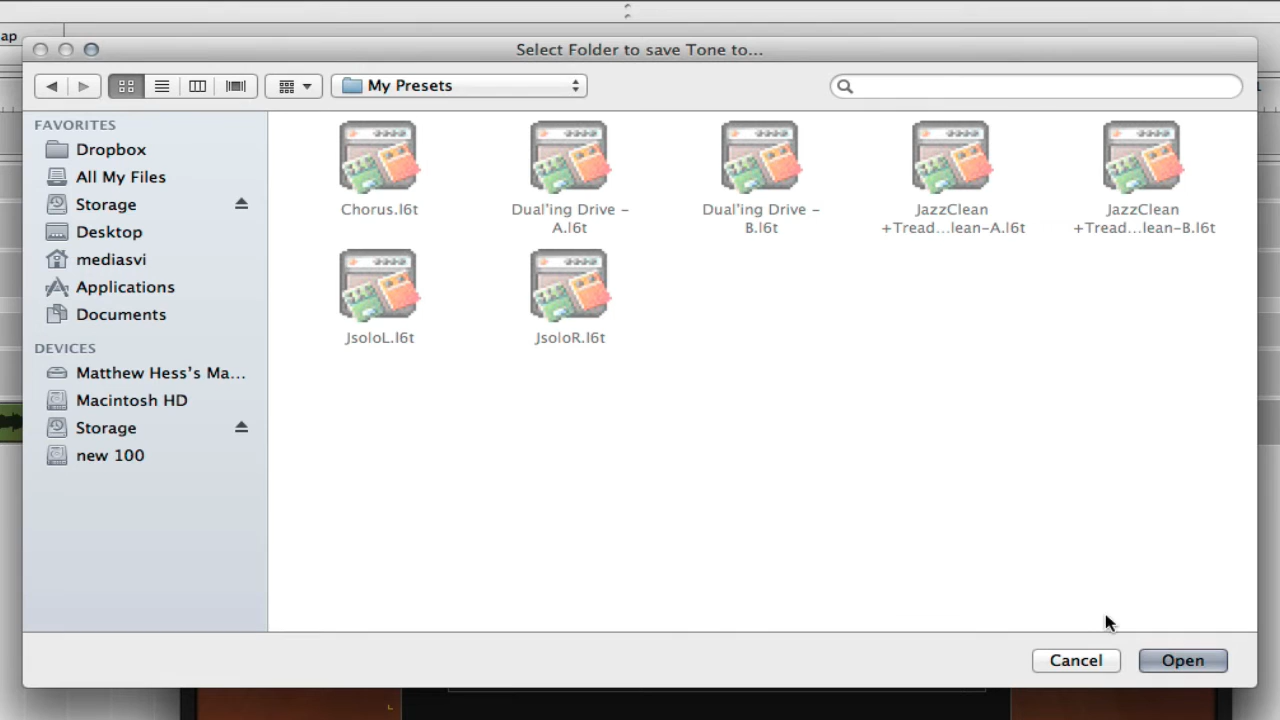 ap
Select Folder to save Tone to...
My Presets
FAVORITES
Dropbox
All My Files
Storage
Desktop
mediasvi
Applications
Documents
DEVICES
Matthew Hess's Ma...
Macintosh HD
Storage
new 100
Chorus.l6t
Dual'ing Drive –
A.l6t
Dual'ing Drive –
B.l6t
JazzClean
+Tread...lean-A.l6t
JazzClean
+Tread...lean-B.l6t
JsoloL.l6t
JsoloR.l6t
Cancel
Open